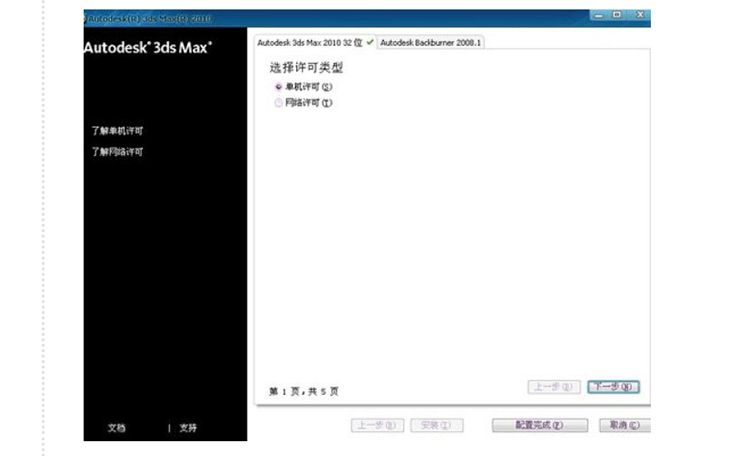 Autodesk(R) 3ds Max(R) 2010
Autodesk® 3ds Max®
了解单机许可
了解网络许可
文档 | 支持
Autodesk 3ds Max 2010 32 位
Autodesk Backburner 2008.1
选择许可类型
单机许可(S)
网络许可(T)
第 1 页,共 5 页
上一步(B) 下一步(N)
上一步(B) 安装(I) 配置完成(F) 取消(C)